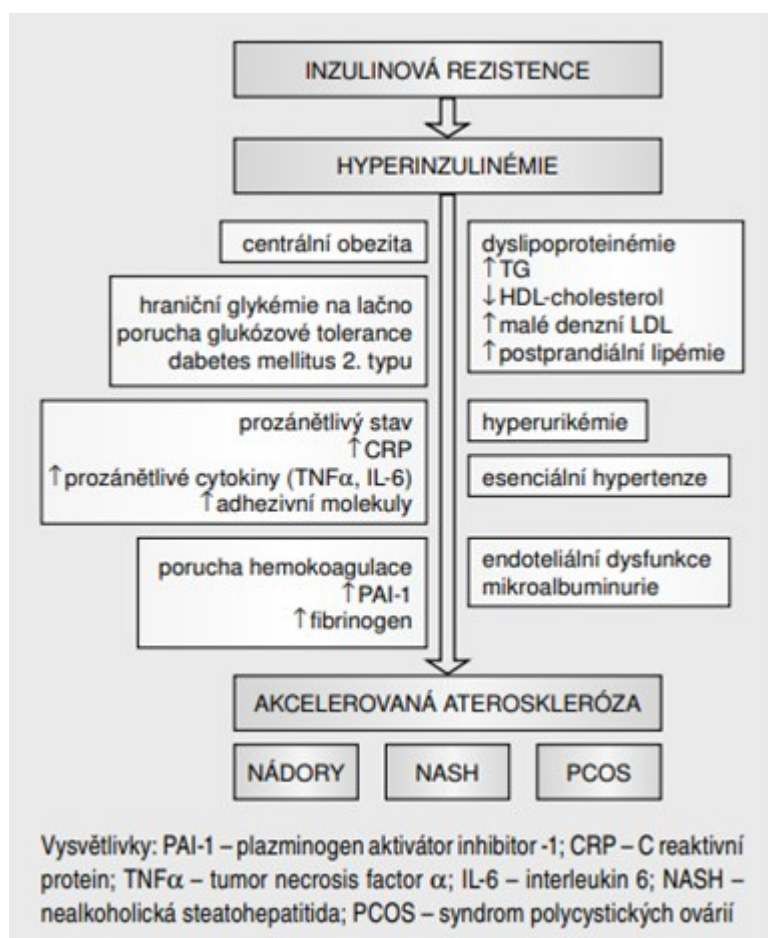 INZULINOVÁ REZISTENCE
HYPERINZULINÉMIE
centrální obezita
hraniční glykémie na lačno
porucha glukózové tolerance
dabetes mellitus 2. typu
prozánětlivý stav
↑CRP
↑prozánětlivé cytokiny (TNFα, IL-6)
↑adhezivní molekuly
porucha hemokoagulace
↑PAI-1
↑fibrinogen
dyslipoproteinémie
↑TG
↓HDL-cholesterol
↑malé denzní LDL
↑postprandiální lipémie
hyperurikémie
esenciální hypertenze
endoteliální dysfunkce
mikroalbuminurie
AKCELEROVANÁ ATEROSKLERÓZA
NÁDORY
NASH
PCOS
Vysvětlivky: PAI-1 – plazminogen aktivátor inhibitor -1; CRP – C reaktivní
protein; TNFα – tumor necrosis factor α; IL-6 – interleukin 6; NASH –
nealkoholická steatohepatitida; PCOS – syndrom polycystických ovárií